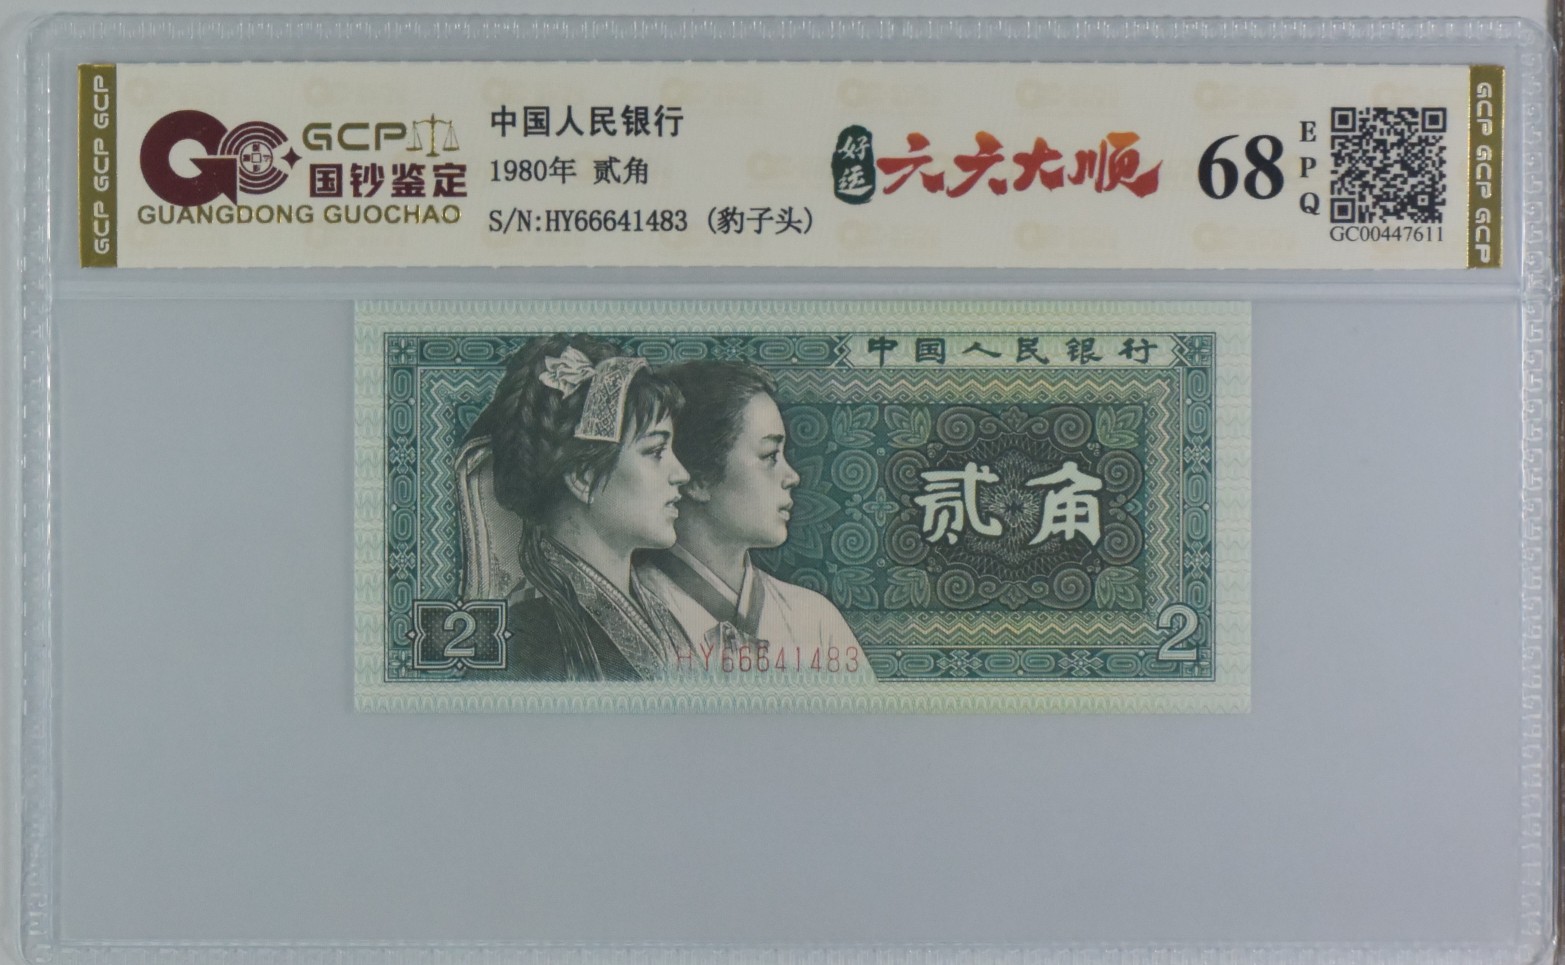 GCP GCP GCP
GCP
国钞鉴定
GUANGDONG GUOCHAO
中国人民银行
1980年 贰角
S/N:HY66641483 (豹子头)
好运
六六大顺
68
EPQ
GC00447611
GCP GCP GCP
中国人民银行
贰角
2
2
HY66641483